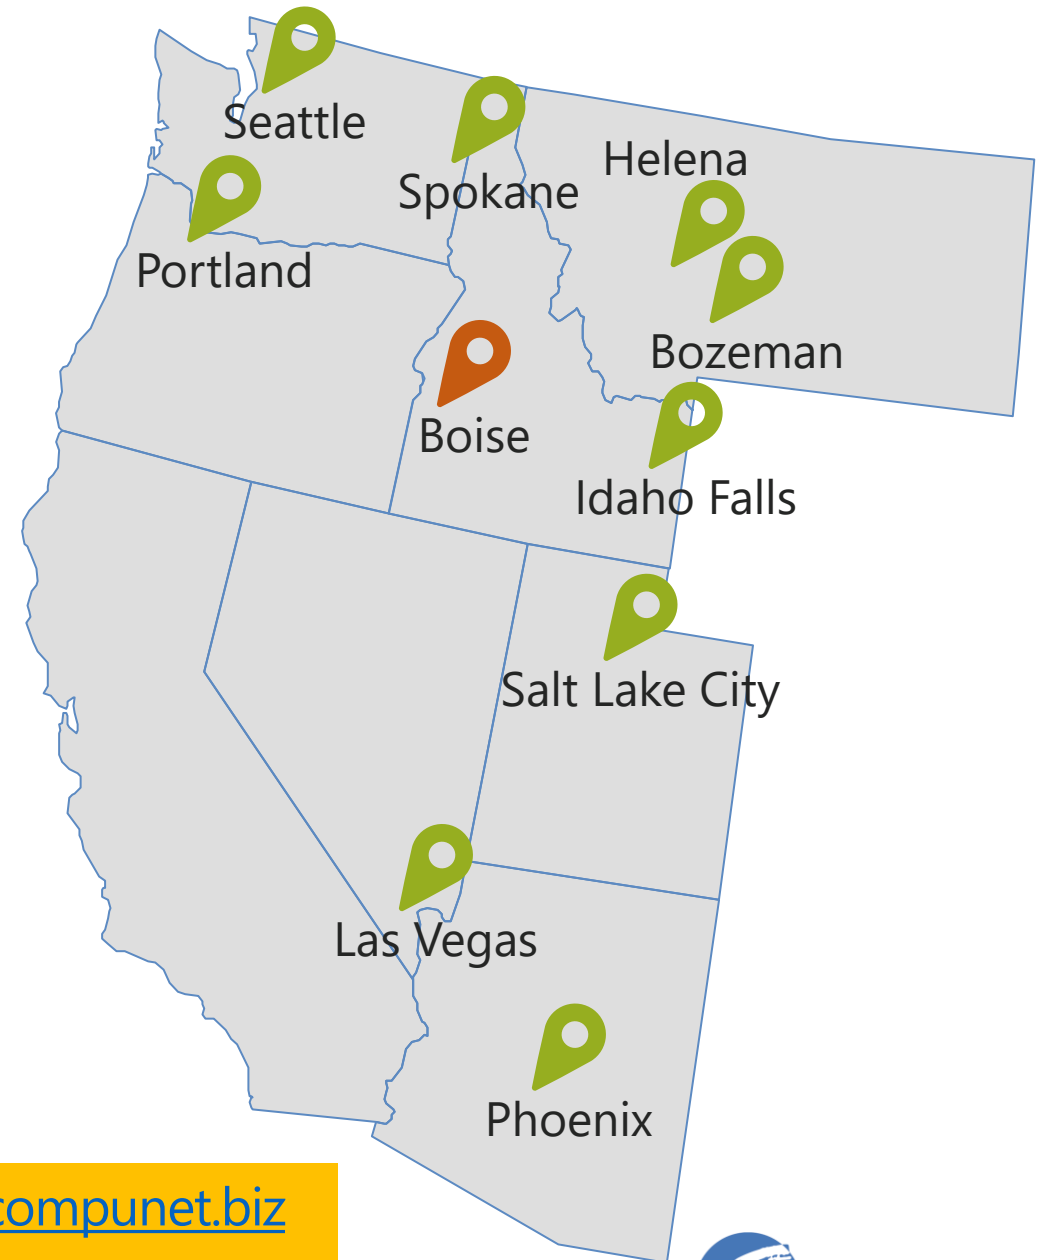 Seattle
Helena
Spokane
Portland
Bozeman
Boise
Idaho Falls
Salt Lake City
Las Vegas
Phoenix
compunet.biz